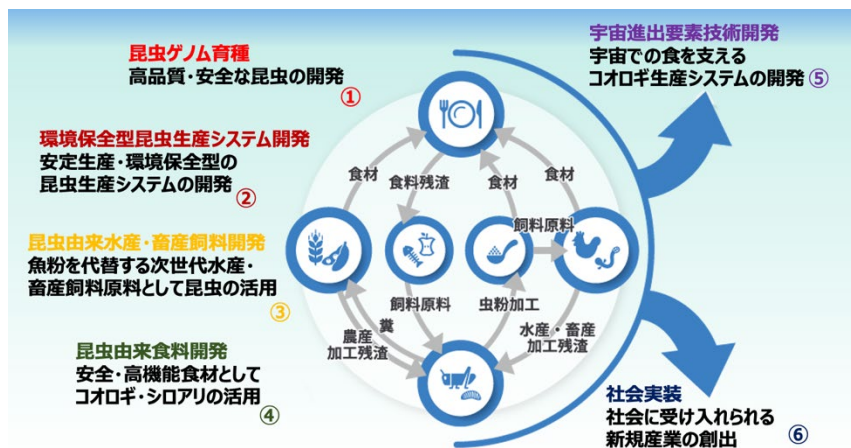 昆虫ゲノム育種
高品質・安全な昆虫の開発
①
環境保全型昆虫生産システム開発
安定生産・環境保全型の
昆虫生産システムの開発
②
昆虫由来水産・畜産飼料開発
魚粉を代替する次世代水産・
畜産飼料原料として昆虫の活用
③
昆虫由来食料開発
安全・高機能食材として
コオロギ・シロアリの活用
④
宇宙進出要素技術開発
宇宙での食を支える
コオロギ生産システムの開発⑤
食材
食料残渣
食材
食材
飼料原料
飼料原料
虫粉加工
糞
農産
加工残渣
水産・畜産
加工残渣
社会実装
社会に受け入れられる
新規産業の創出
⑥